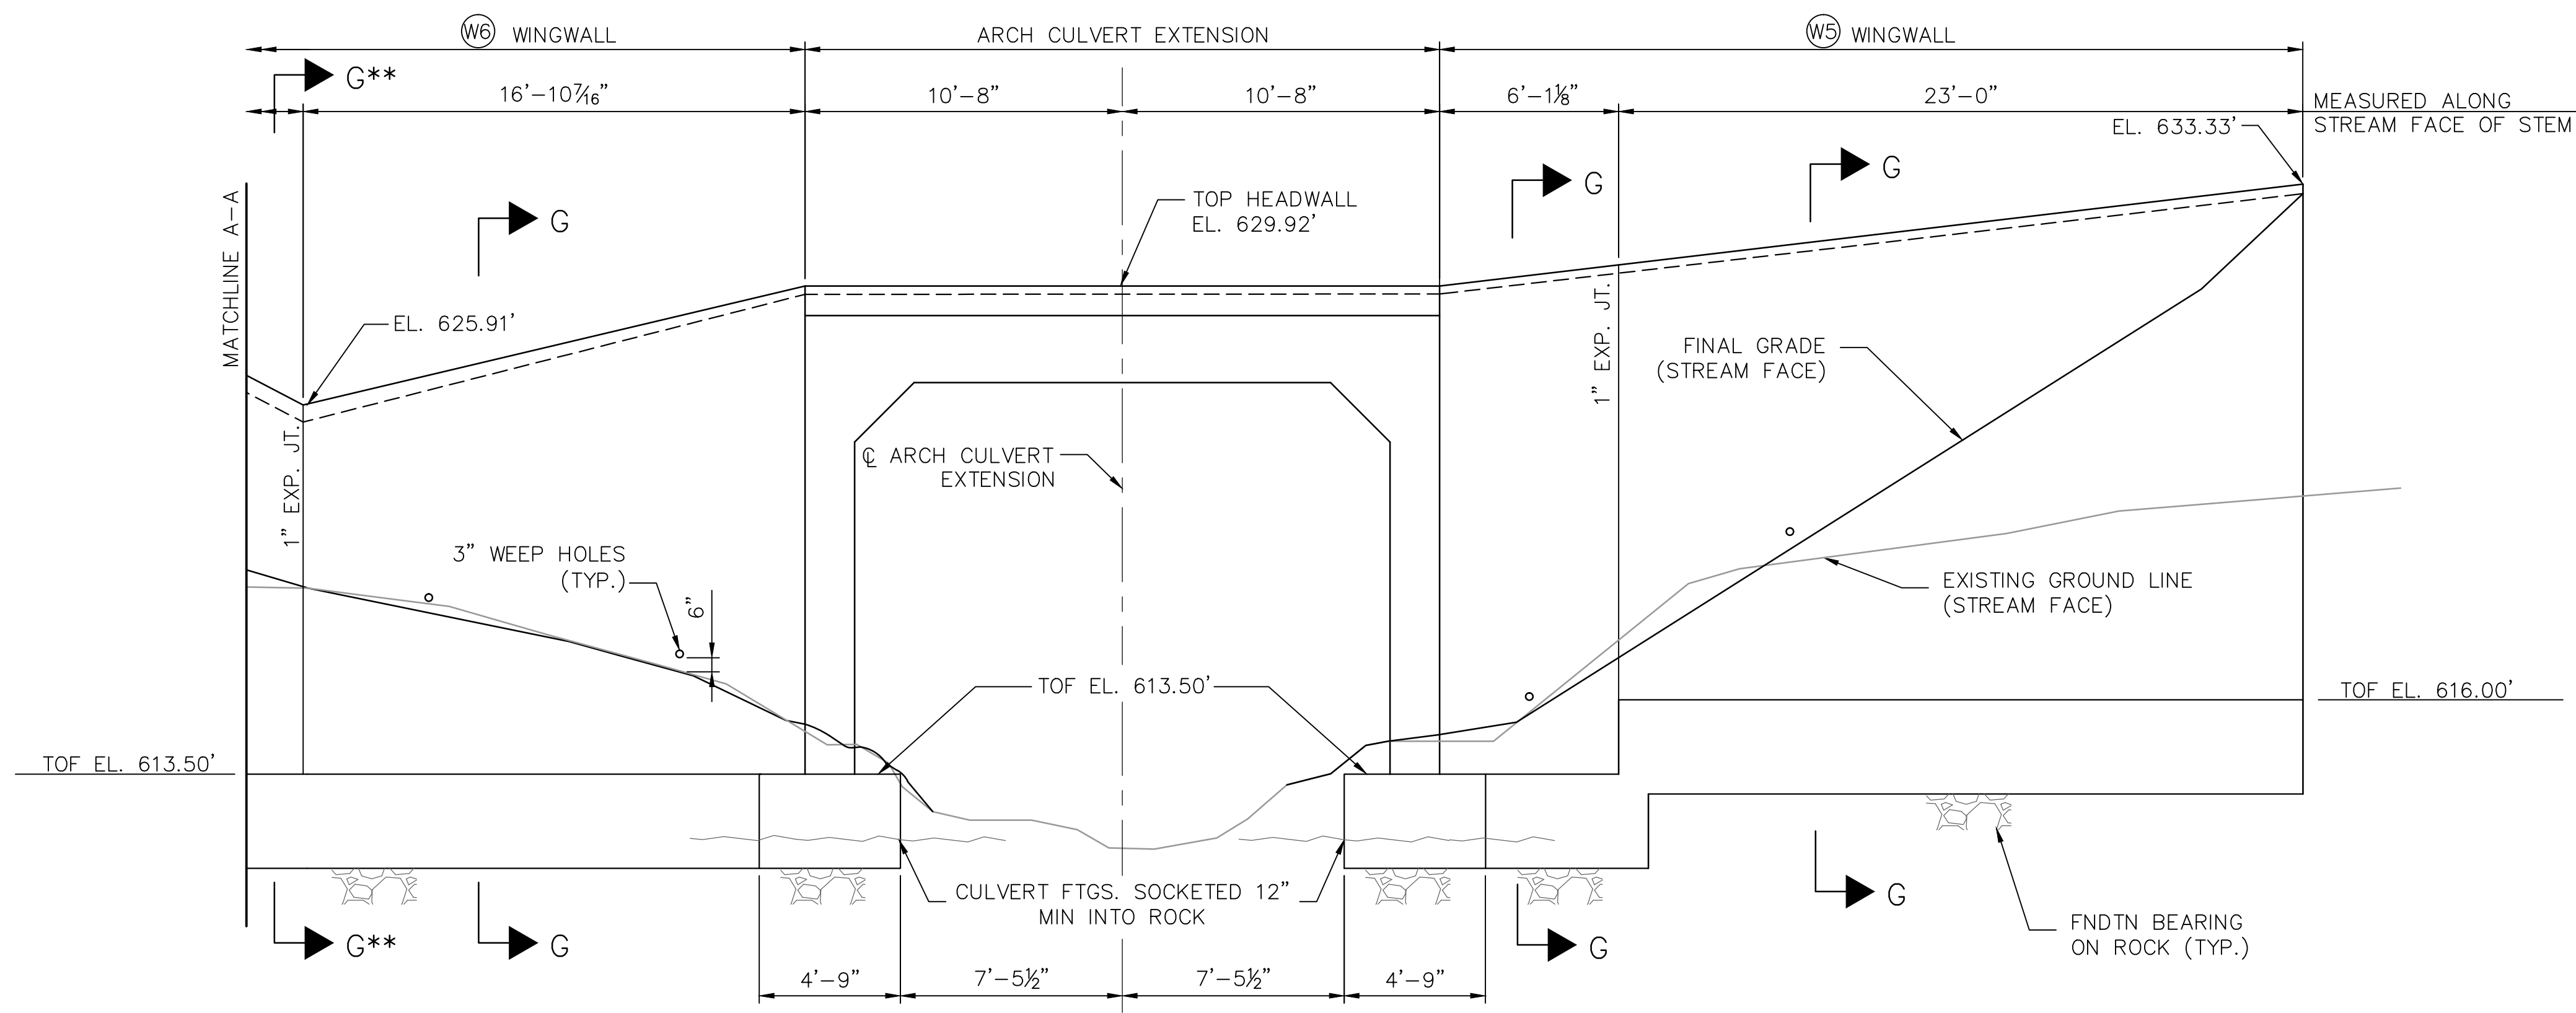 W6 WINGWALL
ARCH CULVERT EXTENSION
W5 WINGWALL
G**
16'-10 7/16"
10'-8"
10'-8"
6'-1 1/8"
23'-0"
MEASURED ALONG
STREAM FACE OF STEM
EL. 633.33'
G
G
G
TOP HEADWALL
EL. 629.92'
MATCHLINE A-A
EL. 625.91'
1" EXP. JT.
1" EXP. JT.
FINAL GRADE
(STREAM FACE)
℄ ARCH CULVERT
EXTENSION
3" WEEP HOLES
(TYP.)
6"
EXISTING GROUND LINE
(STREAM FACE)
TOF EL. 613.50'
TOF EL. 616.00'
TOF EL. 613.50'
CULVERT FTGS. SOCKETED 12"
MIN INTO ROCK
G
FNDTN BEARING
ON ROCK (TYP.)
G**
G
G
4'-9"
7'-5 1/2"
7'-5 1/2"
4'-9"